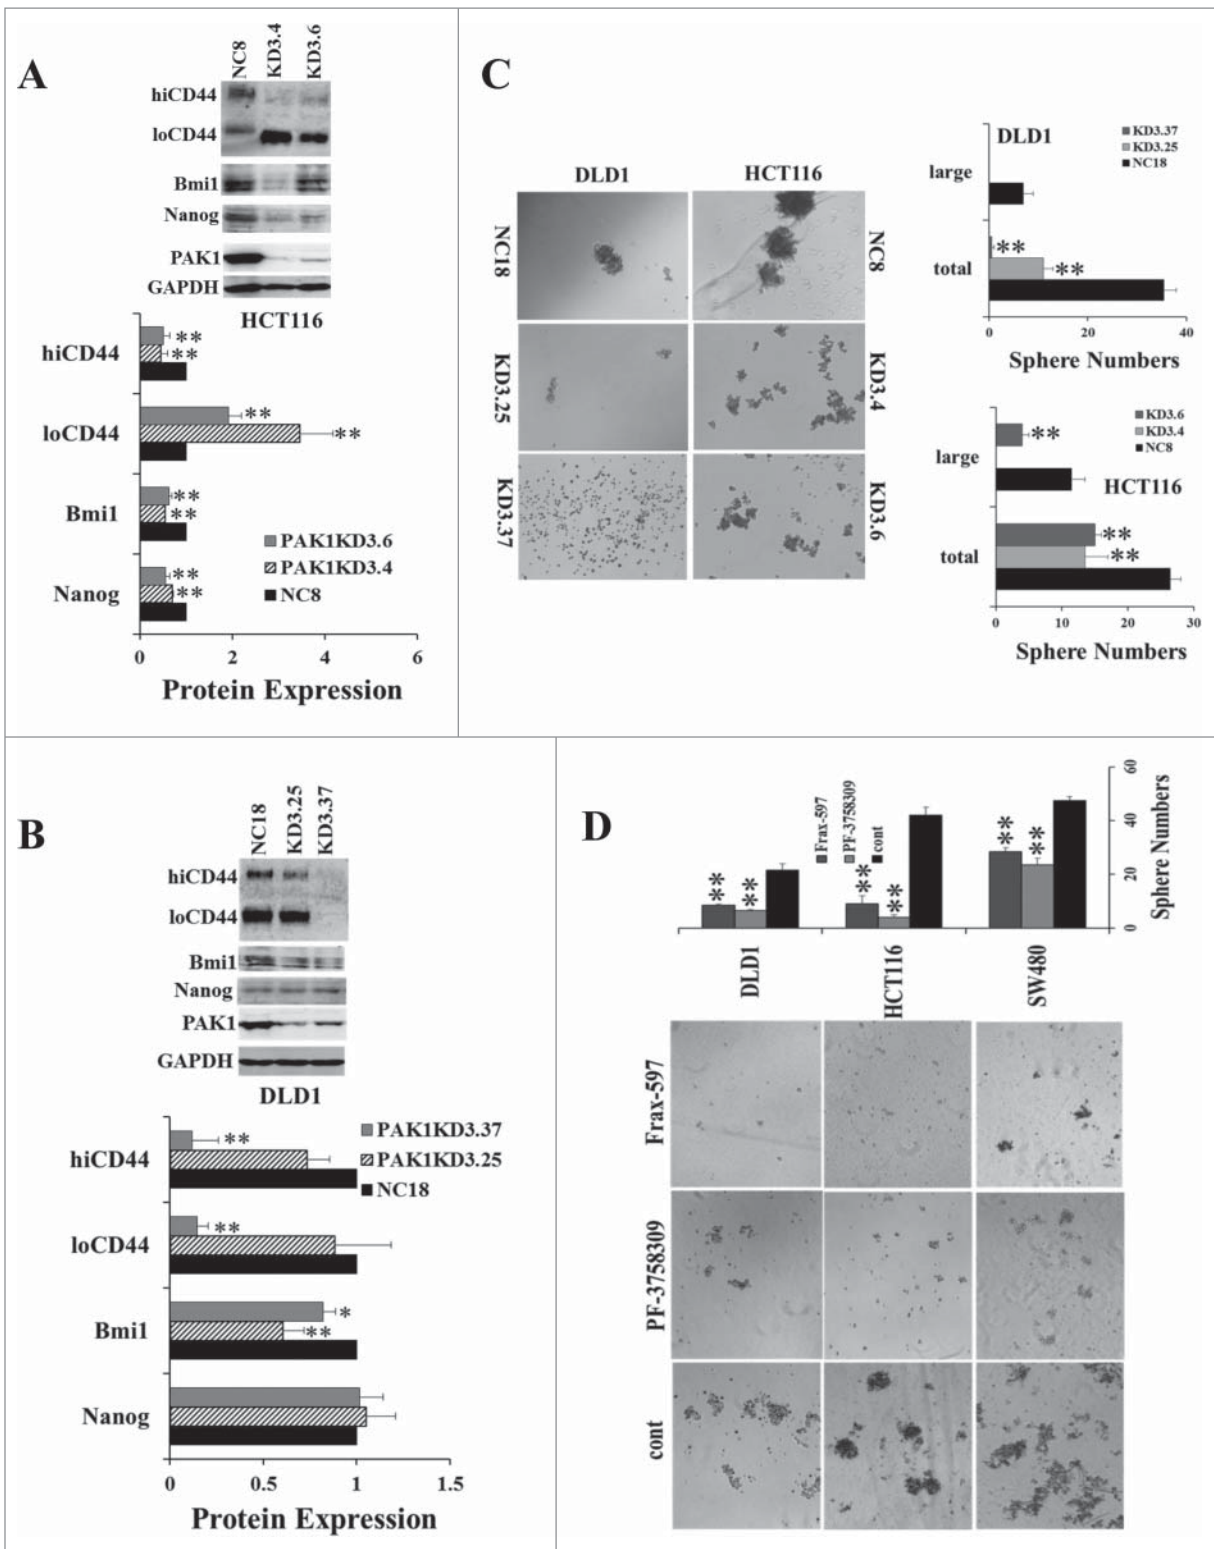 A
NC8
KD3.4
KD3.6
hiCD44
loCD44
Bmi1
Nanog
PAK1
GAPDH
HCT116
hiCD44
**
**
loCD44
**
**
Bmi1
**
**
PAK1KD3.6
PAK1KD3.4
NC8
Nanog
**
**
0 2 4 6
Protein Expression
C
DLD1 HCT116
NC18
NC8
KD3.25
KD3.4
KD3.37
KD3.6
DLD1
KD3.37
KD3.25
NC18
large
total
**
**
0 20 40
Sphere Numbers
KD3.6
KD3.4
NC8
large
**
HCT116
total
**
**
0 10 20 30
Sphere Numbers
B
NC18
KD3.25
KD3.37
hiCD44
loCD44
Bmi1
Nanog
PAK1
GAPDH
DLD1
PAK1KD3.37
PAK1KD3.25
NC18
hiCD44
**
loCD44
**
Bmi1
*
**
Nanog
0 0.5 1 1.5
Protein Expression
D
Frax-597
PF-3758309
cont
**
**
**
**
**
**
0 20 40 60
Sphere Numbers
DLD1
HCT116
SW480
Frax-597
PF-3758309
cont